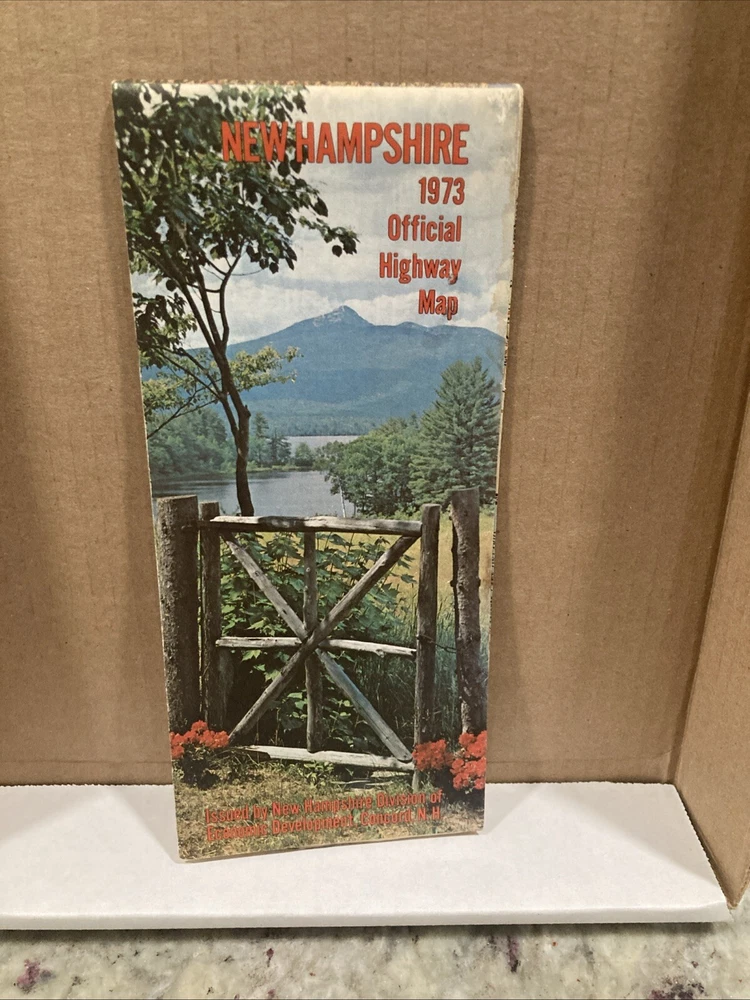 NEW HAMPSHIRE
1973
Official
Highway
Map
Issued by New Hampshire Division of
Economic Development, Concord, N.H.